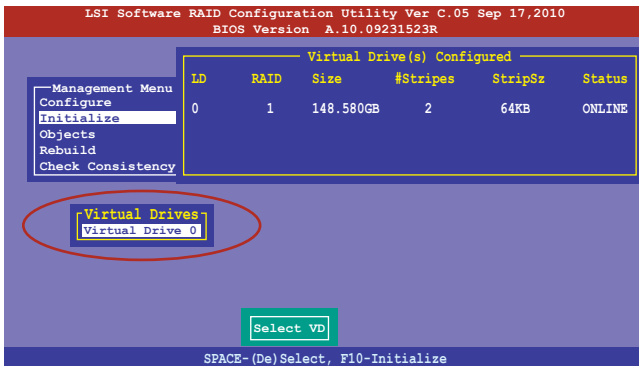 LSI Software RAID Configuration Utility Ver C.05 Sep 17,2010
BIOS Version A.10.09231523R
Virtual Drive(s) Configured
LD RAID Size #Stripes StripSz Status
0 1 148.580GB 2 64KB ONLINE
Management Menu
Configure
Initialize
Objects
Rebuild
Check Consistency
Virtual Drives
Virtual Drive 0
Select VD
SPACE-(De)Select, F10-Initialize